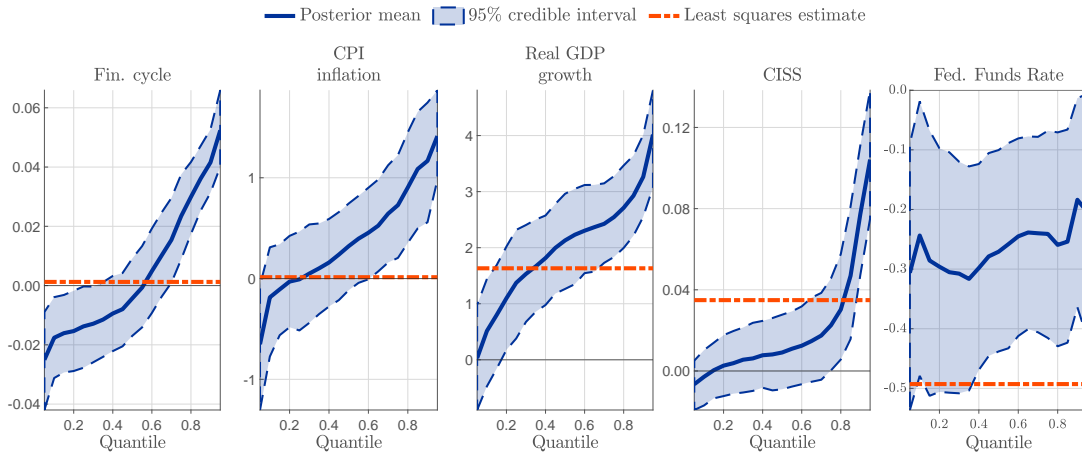 Posterior mean 95% credible interval Least squares estimate
Fin. cycle
CPI
inflation
Real GDP
growth
CISS
Fed. Funds Rate
0.06
0.04
0.02
0.00
-0.02
-0.04
0.2 0.4 0.6 0.8
Quantile
1
0
-1
0.2 0.4 0.6 0.8
Quantile
4
3
2
1
0
0.2 0.4 0.6 0.8
Quantile
0.12
0.08
0.04
0.00
0.2 0.4 0.6 0.8
Quantile
0.0
-0.1
-0.2
-0.3
-0.4
-0.5
0.2 0.4 0.6 0.8
Quantile